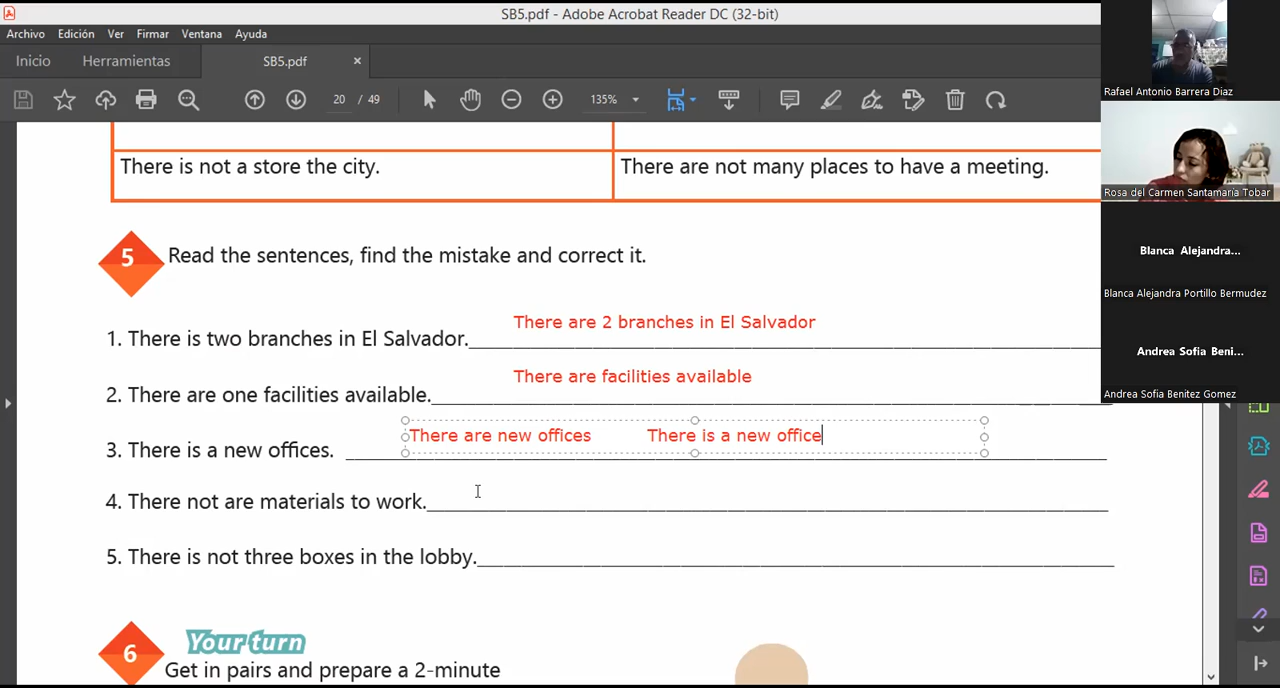 SB5.pdf - Adobe Acrobat Reader DC (32-bit)
Archivo Edición Ver Firmar Ventana Ayuda
Inicio Herramientas SB5.pdf ×
20 / 49 135%
There is not a store the city. There are not many places to have a meeting.
5 Read the sentences, find the mistake and correct it.
There are 2 branches in El Salvador
1. There is two branches in El Salvador.
There are facilities available
2. There are one facilities available.
There are new offices There is a new office
3. There is a new offices.
4. There not are materials to work.
5. There is not three boxes in the lobby.
6 Your turn
Get in pairs and prepare a 2-minute
Rafael Antonio Barrera Diaz
Rosa del Carmen Santamaría Tobar
Blanca Alejandra...
Blanca Alejandra Portillo Bermudez
Andrea Sofia Beni...
Andrea Sofia Benitez Gomez